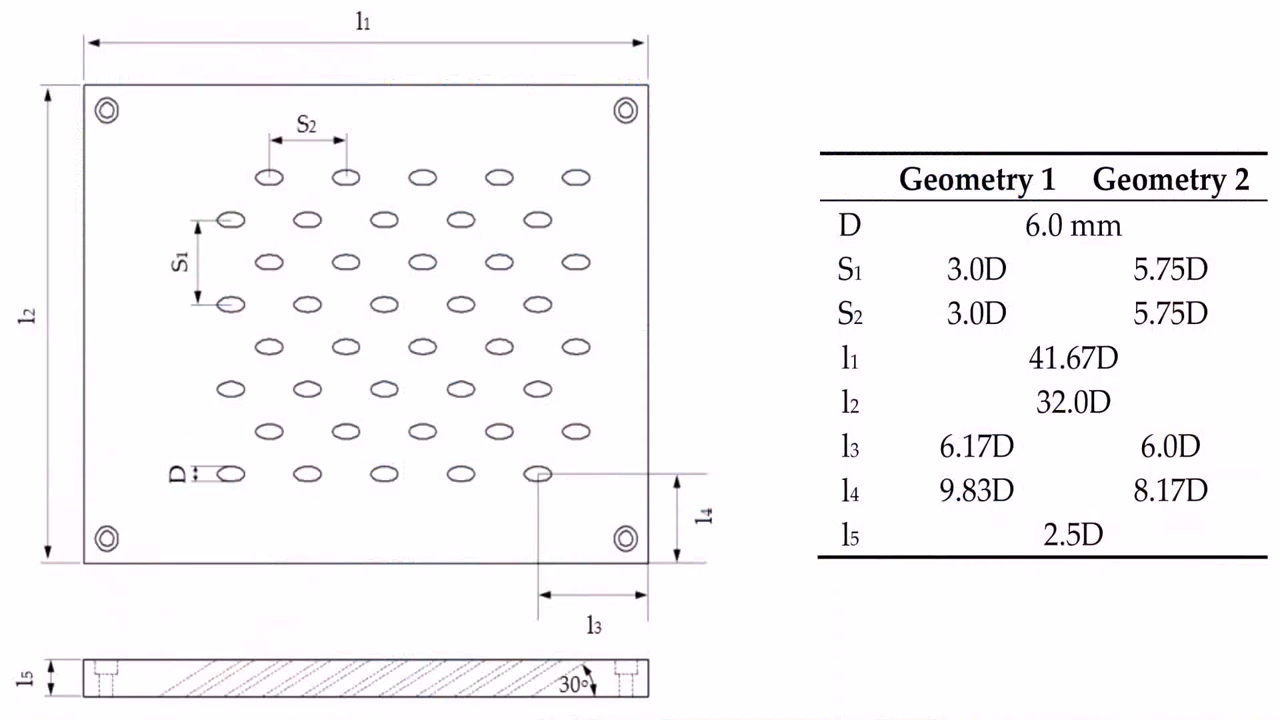 l1
S2
S1
l2
D
l4
l3
l5
30°
Geometry 1 Geometry 2
D 6.0 mm
S1 3.0D 5.75D
S2 3.0D 5.75D
l1 41.67D
l2 32.0D
l3 6.17D 6.0D
l4 9.83D 8.17D
l5 2.5D